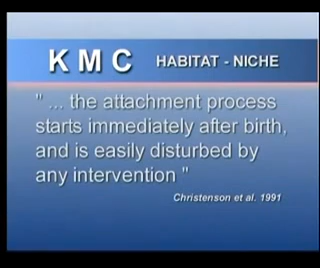 K M C HABITAT - NICHE
" ... the attachment process
starts immediately after birth,
and is easily disturbed by
any intervention "
Christenson et al. 1991